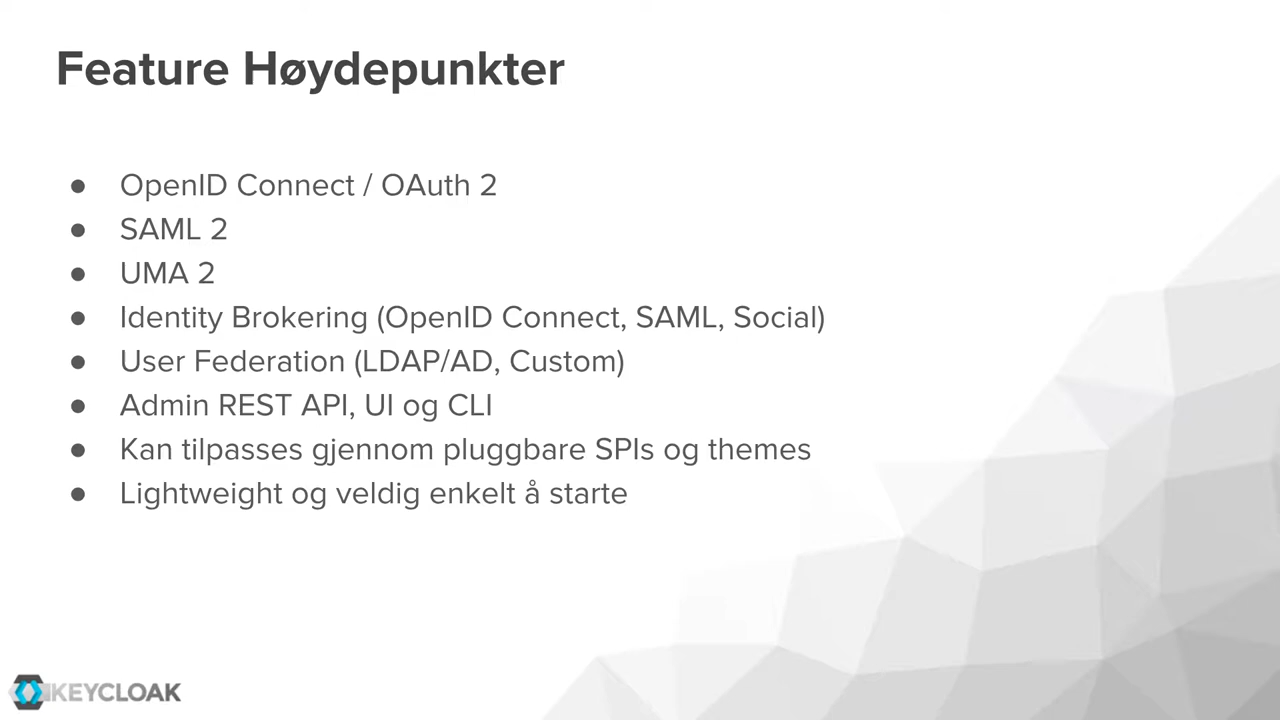 Feature Høydepunkter
● OpenID Connect / OAuth 2
● SAML 2
● UMA 2
● Identity Brokering (OpenID Connect, SAML, Social)
● User Federation (LDAP/AD, Custom)
● Admin REST API, UI og CLI
● Kan tilpasses gjennom pluggbare SPIs og themes
● Lightweight og veldig enkelt å starte
KEYCLOAK